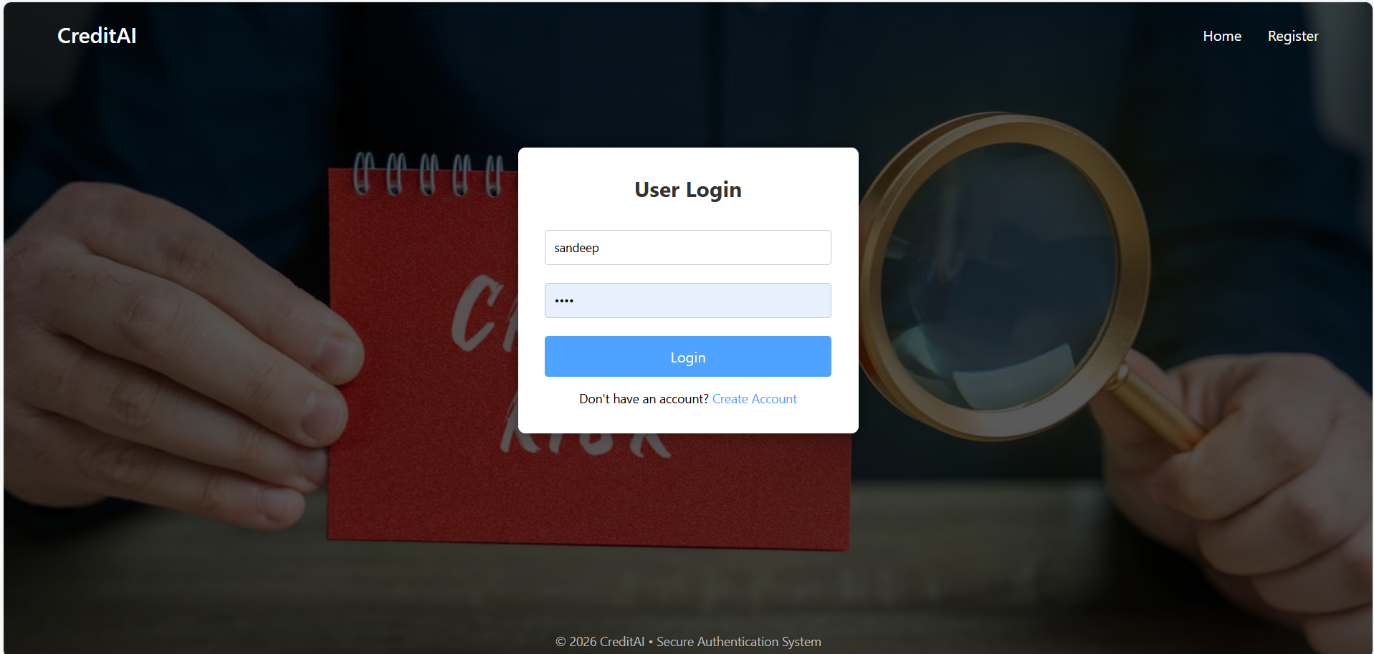 CreditAI
Home Register
User Login
sandeep
••••
Login
Don't have an account? Create Account
© 2026 CreditAI • Secure Authentication System